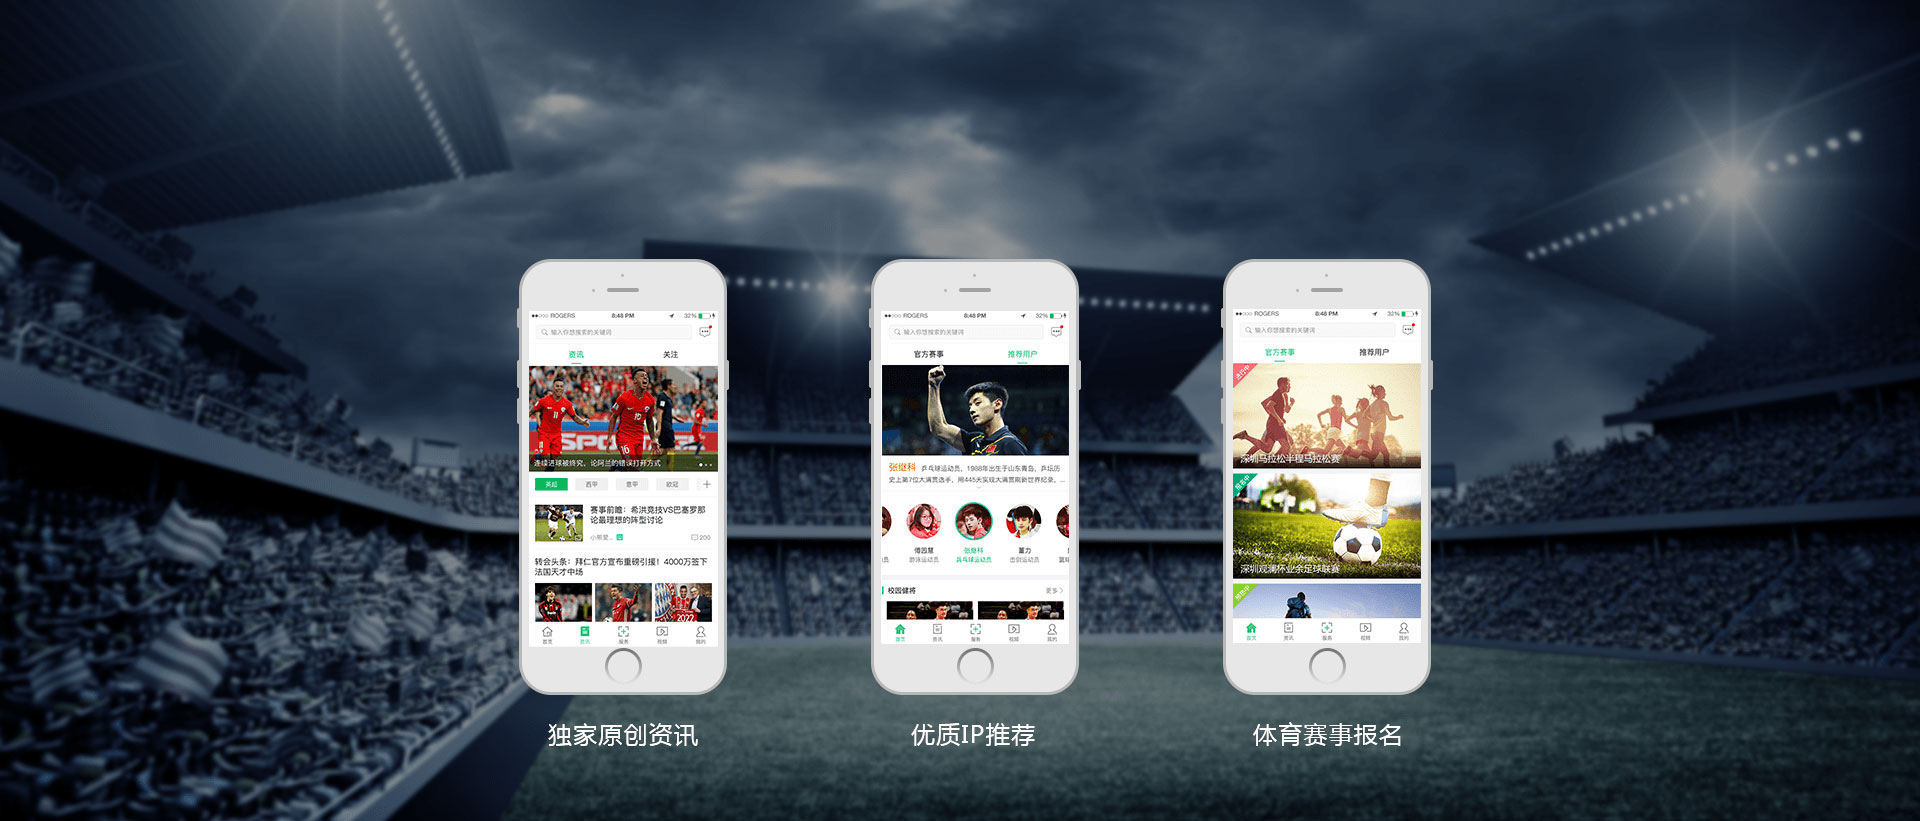 ●●○○○ ROGERS 8:48 PM 32%
输入你想搜索的关键词
资讯 关注
11
10
16
连续进球被终究,论阿兰的错误打开方式
英超 西甲 意甲 欧冠 +
赛事前瞻:希洪竞技VS巴塞罗那
论最理想的阵型讨论
小熊爱... 200
转会头条:拜仁官方宣布重磅引援!4000万签下
法国天才中场
2022
首页 资讯 服务 视频 我的
独家原创资讯
●●○○○ ROGERS 8:48 PM 32%
输入你想搜索的关键词
官方赛事 推荐用户
张继科 乒乓球运动员,1988年出生于山东青岛,乒坛历
史上第7位大满贯选手,用445天实现大满贯刷新世界纪录,...
傅园慧 张继科 董力
员 游泳运动员 乒乓球运动员 击剑运动员
校园健将 更多
首页 资讯 服务 视频 我的
优质IP推荐
●●○○○ ROGERS 8:48 PM 32%
输入你想搜索的关键词
官方赛事 推荐用户
进行中
深圳马拉松半程马拉松赛
报名中
深圳观澜杯业余足球联赛
首页 资讯 服务 视频 我的
体育赛事报名